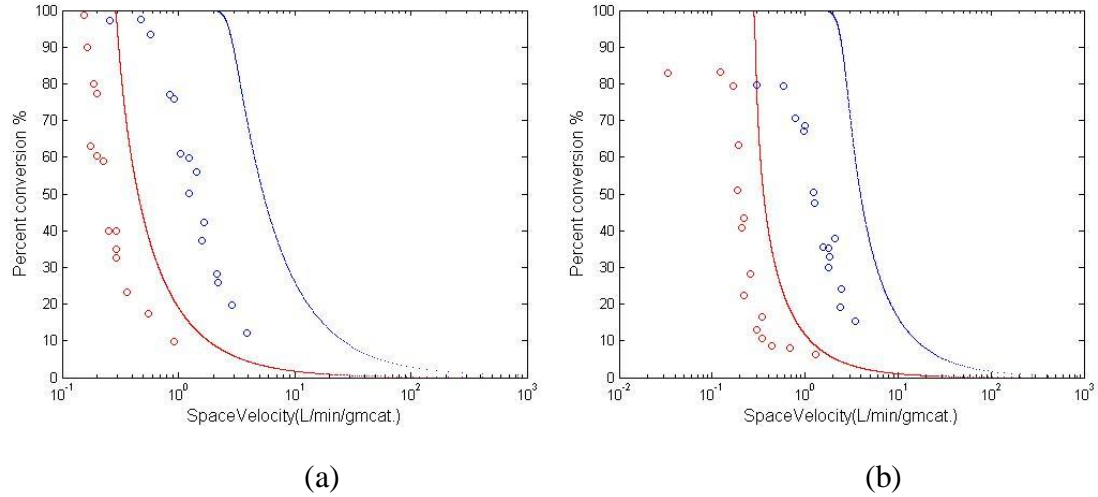 100
90
80
70
60
50
40
30
20
10
0
Percent conversion %
10^-1 10^0 10^1 10^2 10^3
SpaceVelocity(L/min/gmcat.)
(a)
100
90
80
70
60
50
40
30
20
10
0
Percent conversion %
10^-2 10^-1 10^0 10^1 10^2 10^3
SpaceVelocity(L/min/gmcat.)
(b)